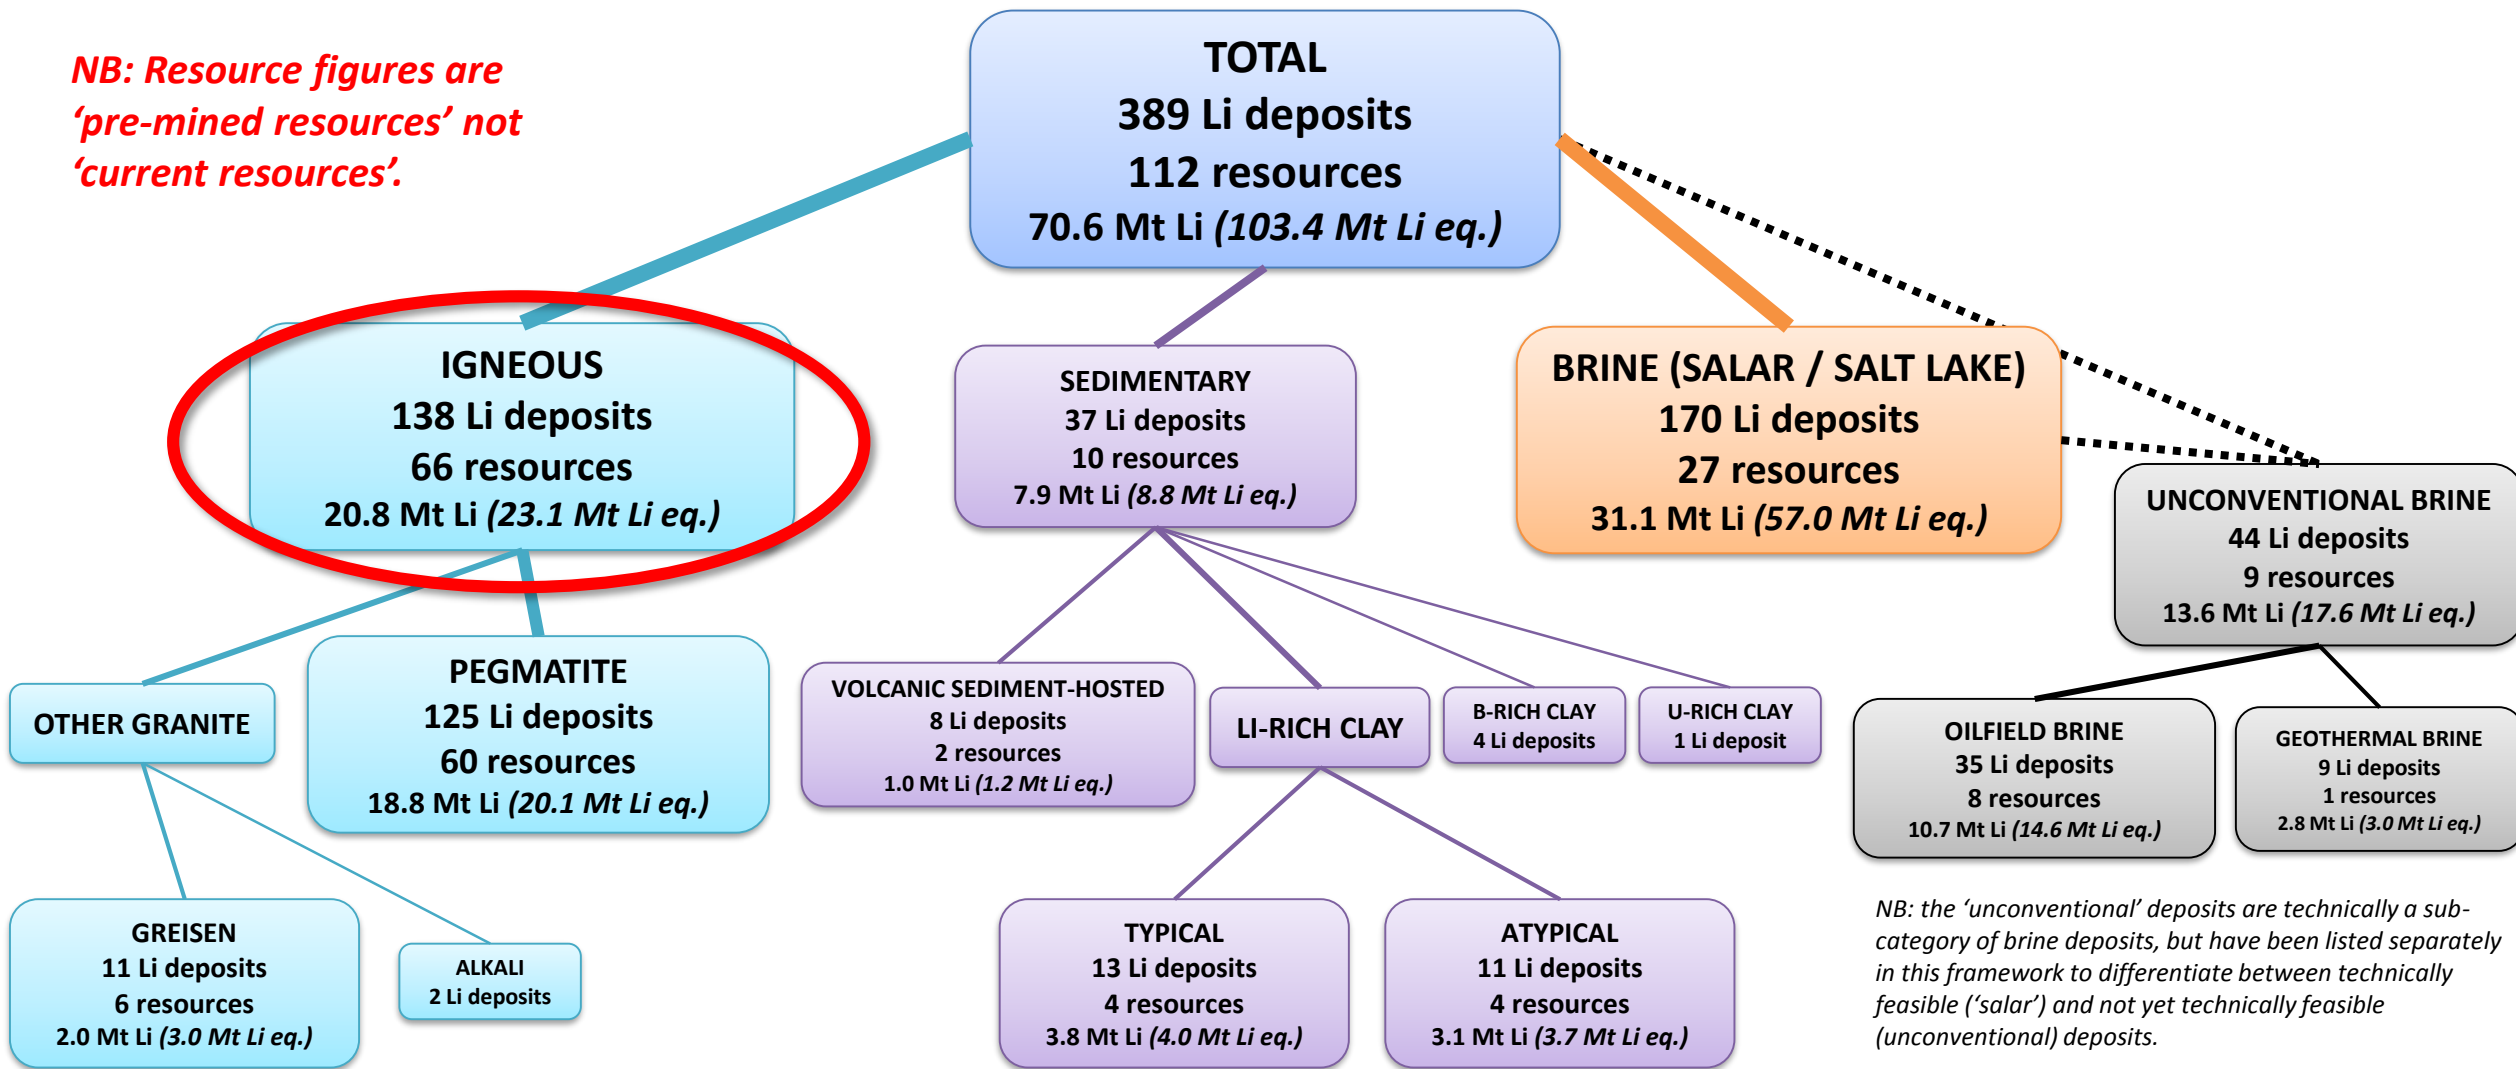 NB: Resource figures are
‘pre-mined resources’ not
‘current resources’.
TOTAL
389 Li deposits
112 resources
70.6 Mt Li (103.4 Mt Li eq.)
IGNEOUS
138 Li deposits
66 resources
20.8 Mt Li (23.1 Mt Li eq.)
SEDIMENTARY
37 Li deposits
10 resources
7.9 Mt Li (8.8 Mt Li eq.)
BRINE (SALAR / SALT LAKE)
170 Li deposits
27 resources
31.1 Mt Li (57.0 Mt Li eq.)
UNCONVENTIONAL BRINE
44 Li deposits
9 resources
13.6 Mt Li (17.6 Mt Li eq.)
OTHER GRANITE
PEGMATITE
125 Li deposits
60 resources
18.8 Mt Li (20.1 Mt Li eq.)
VOLCANIC SEDIMENT-HOSTED
8 Li deposits
2 resources
1.0 Mt Li (1.2 Mt Li eq.)
LI-RICH CLAY
B-RICH CLAY
4 Li deposits
U-RICH CLAY
1 Li deposit
OILFIELD BRINE
35 Li deposits
8 resources
10.7 Mt Li (14.6 Mt Li eq.)
GEOTHERMAL BRINE
9 Li deposits
1 resources
2.8 Mt Li (3.0 Mt Li eq.)
GREISEN
11 Li deposits
6 resources
2.0 Mt Li (3.0 Mt Li eq.)
ALKALI
2 Li deposits
TYPICAL
13 Li deposits
4 resources
3.8 Mt Li (4.0 Mt Li eq.)
ATYPICAL
11 Li deposits
4 resources
3.1 Mt Li (3.7 Mt Li eq.)
NB: the ‘unconventional’ deposits are technically a sub-
category of brine deposits, but have been listed separately
in this framework to differentiate between technically
feasible (‘salar’) and not yet technically feasible
(unconventional) deposits.